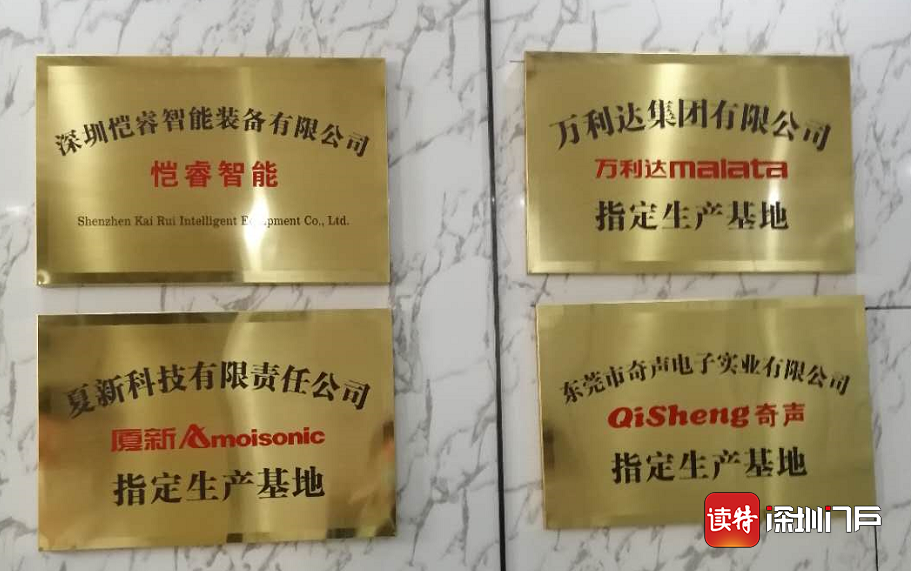 深圳恺睿智能装备有限公司
恺睿智能
Shenzhen Kai Rui Intelligent Equipment Co., Ltd.
万利达集团有限公司
万利达malata
指定生产基地
夏新科技有限责任公司
厦新Amoisonic
指定生产基地
东莞市奇声电子实业有限公司
QiSheng奇声
指定生产基地
读特 深圳门户